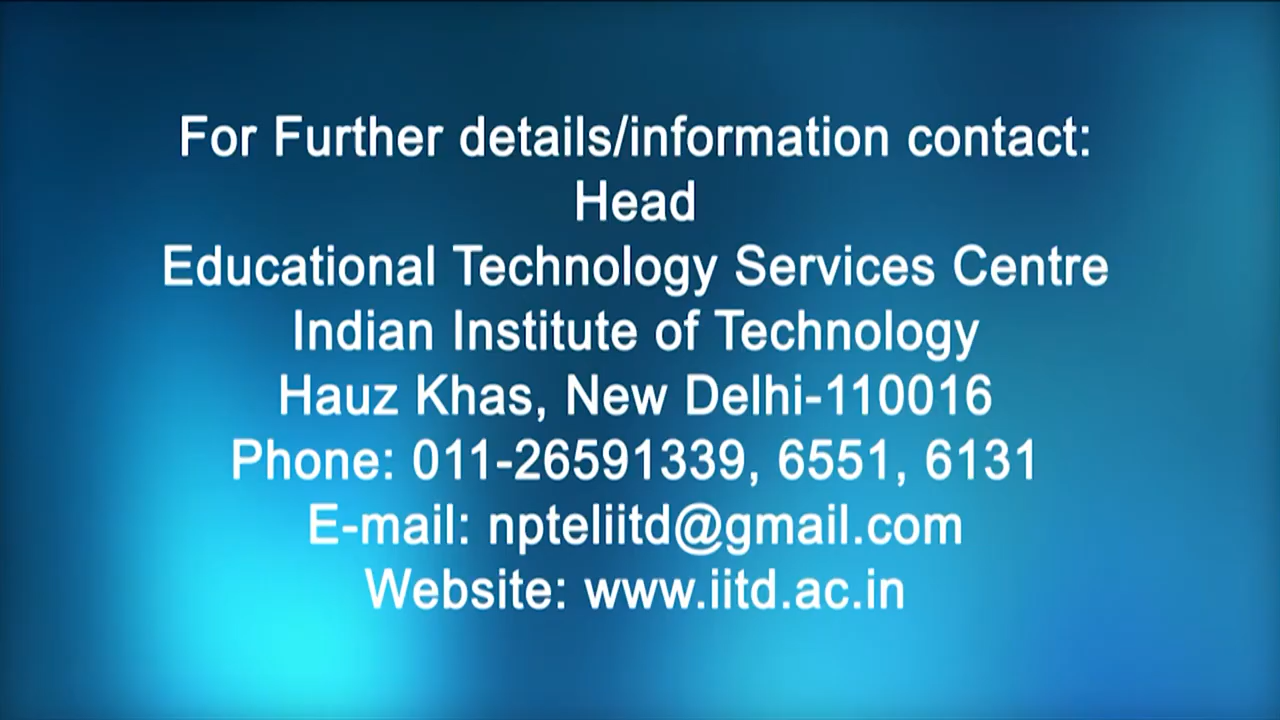 For Further details/information contact:
Head
Educational Technology Services Centre
Indian Institute of Technology
Hauz Khas, New Delhi-110016
Phone: 011-26591339, 6551, 6131
E-mail: npteliitd@gmail.com
Website: www.iitd.ac.in